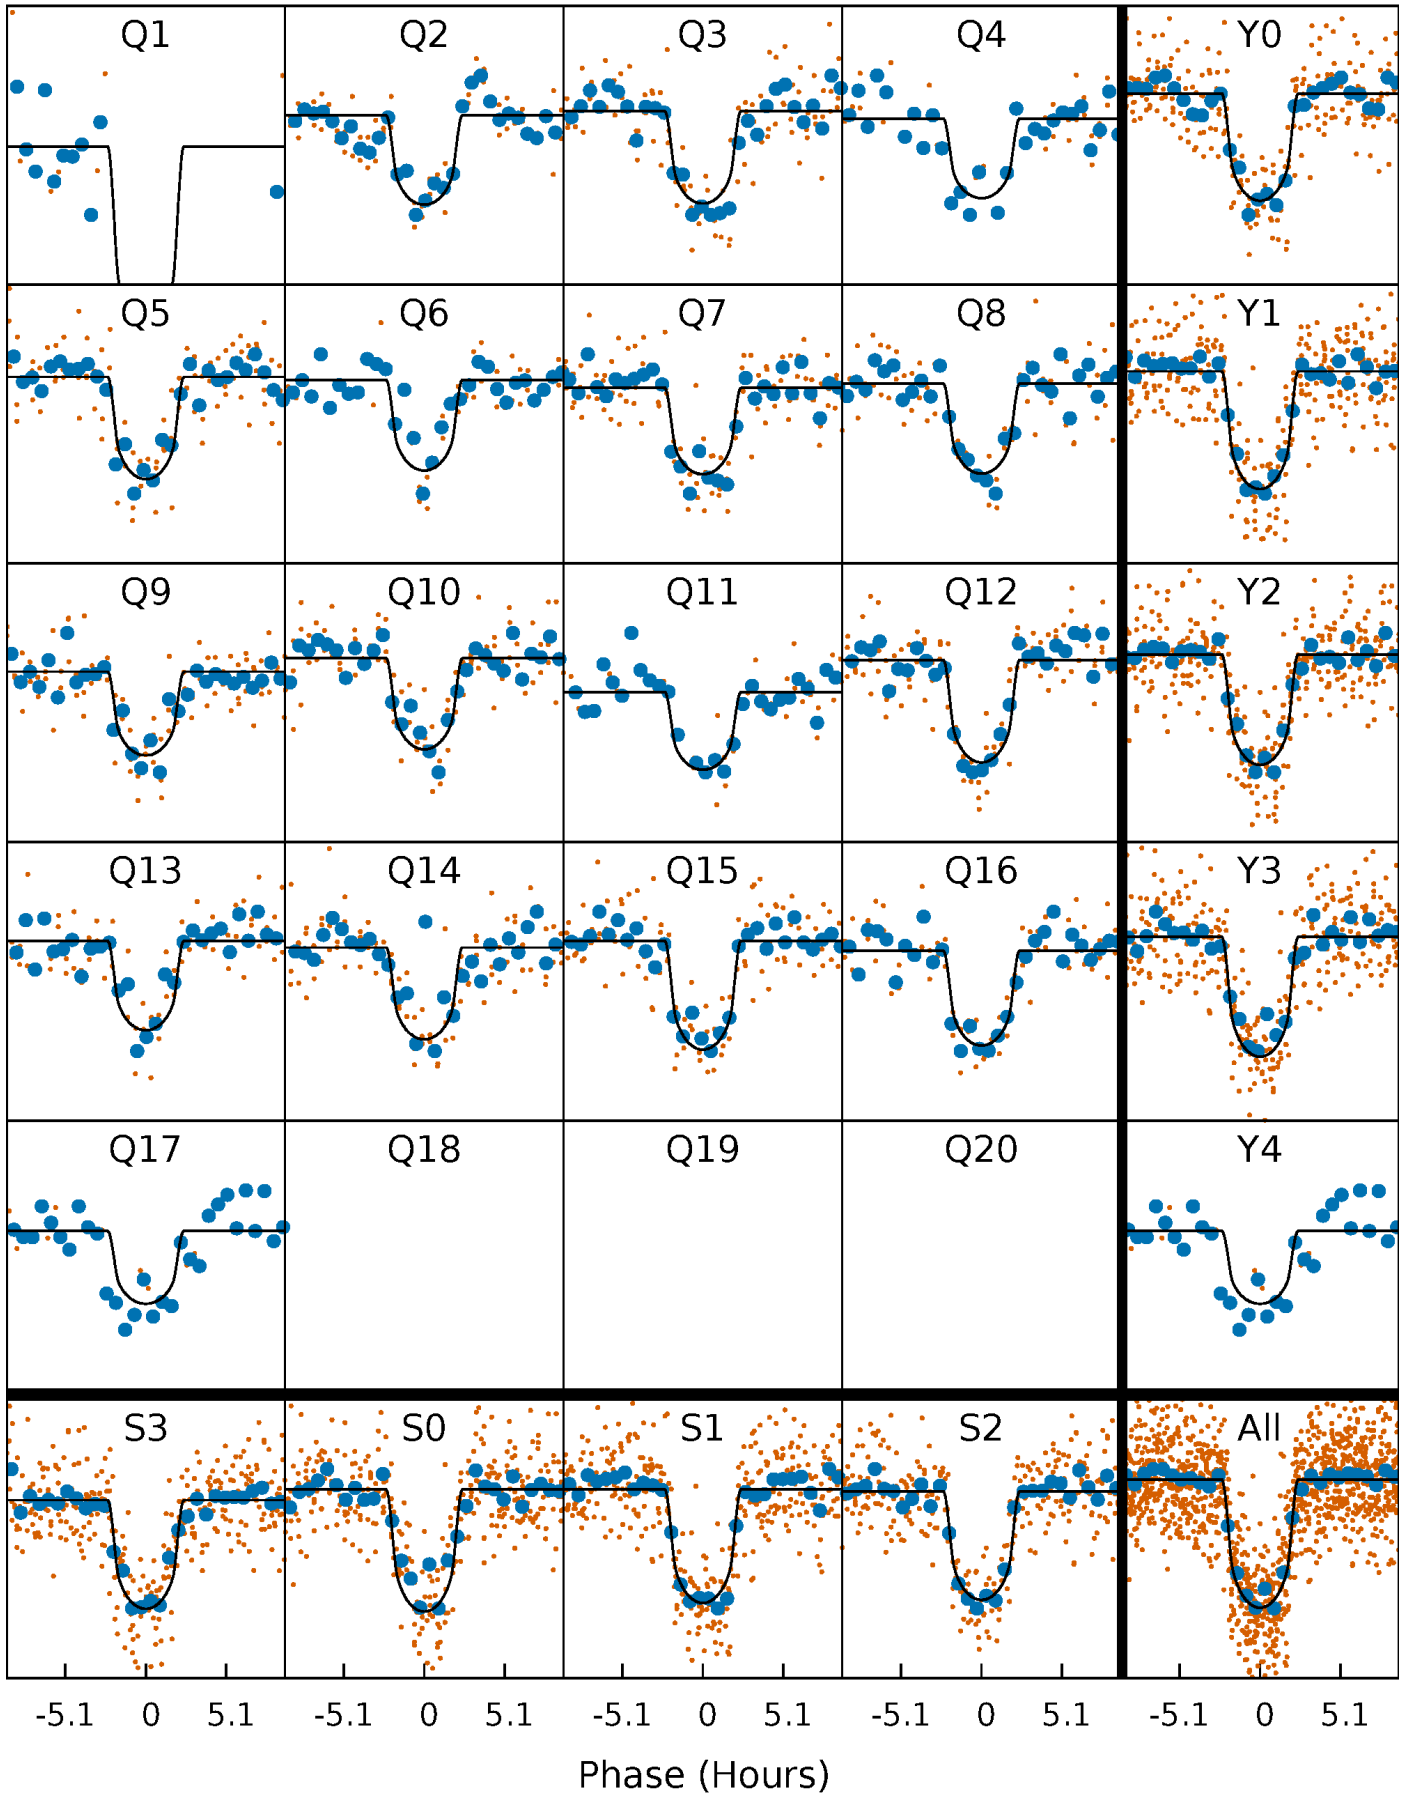 Q1 Q2 Q3 Q4 Y0
Q5 Q6 Q7 Q8 Y1
Q9 Q10 Q11 Q12 Y2
Q13 Q14 Q15 Q16 Y3
Q17 Q18 Q19 Q20 Y4
S3 S0 S1 S2 All
-5.1 0 5.1 -5.1 0 5.1 -5.1 0 5.1 -5.1 0 5.1 -5.1 0 5.1
Phase (Hours)